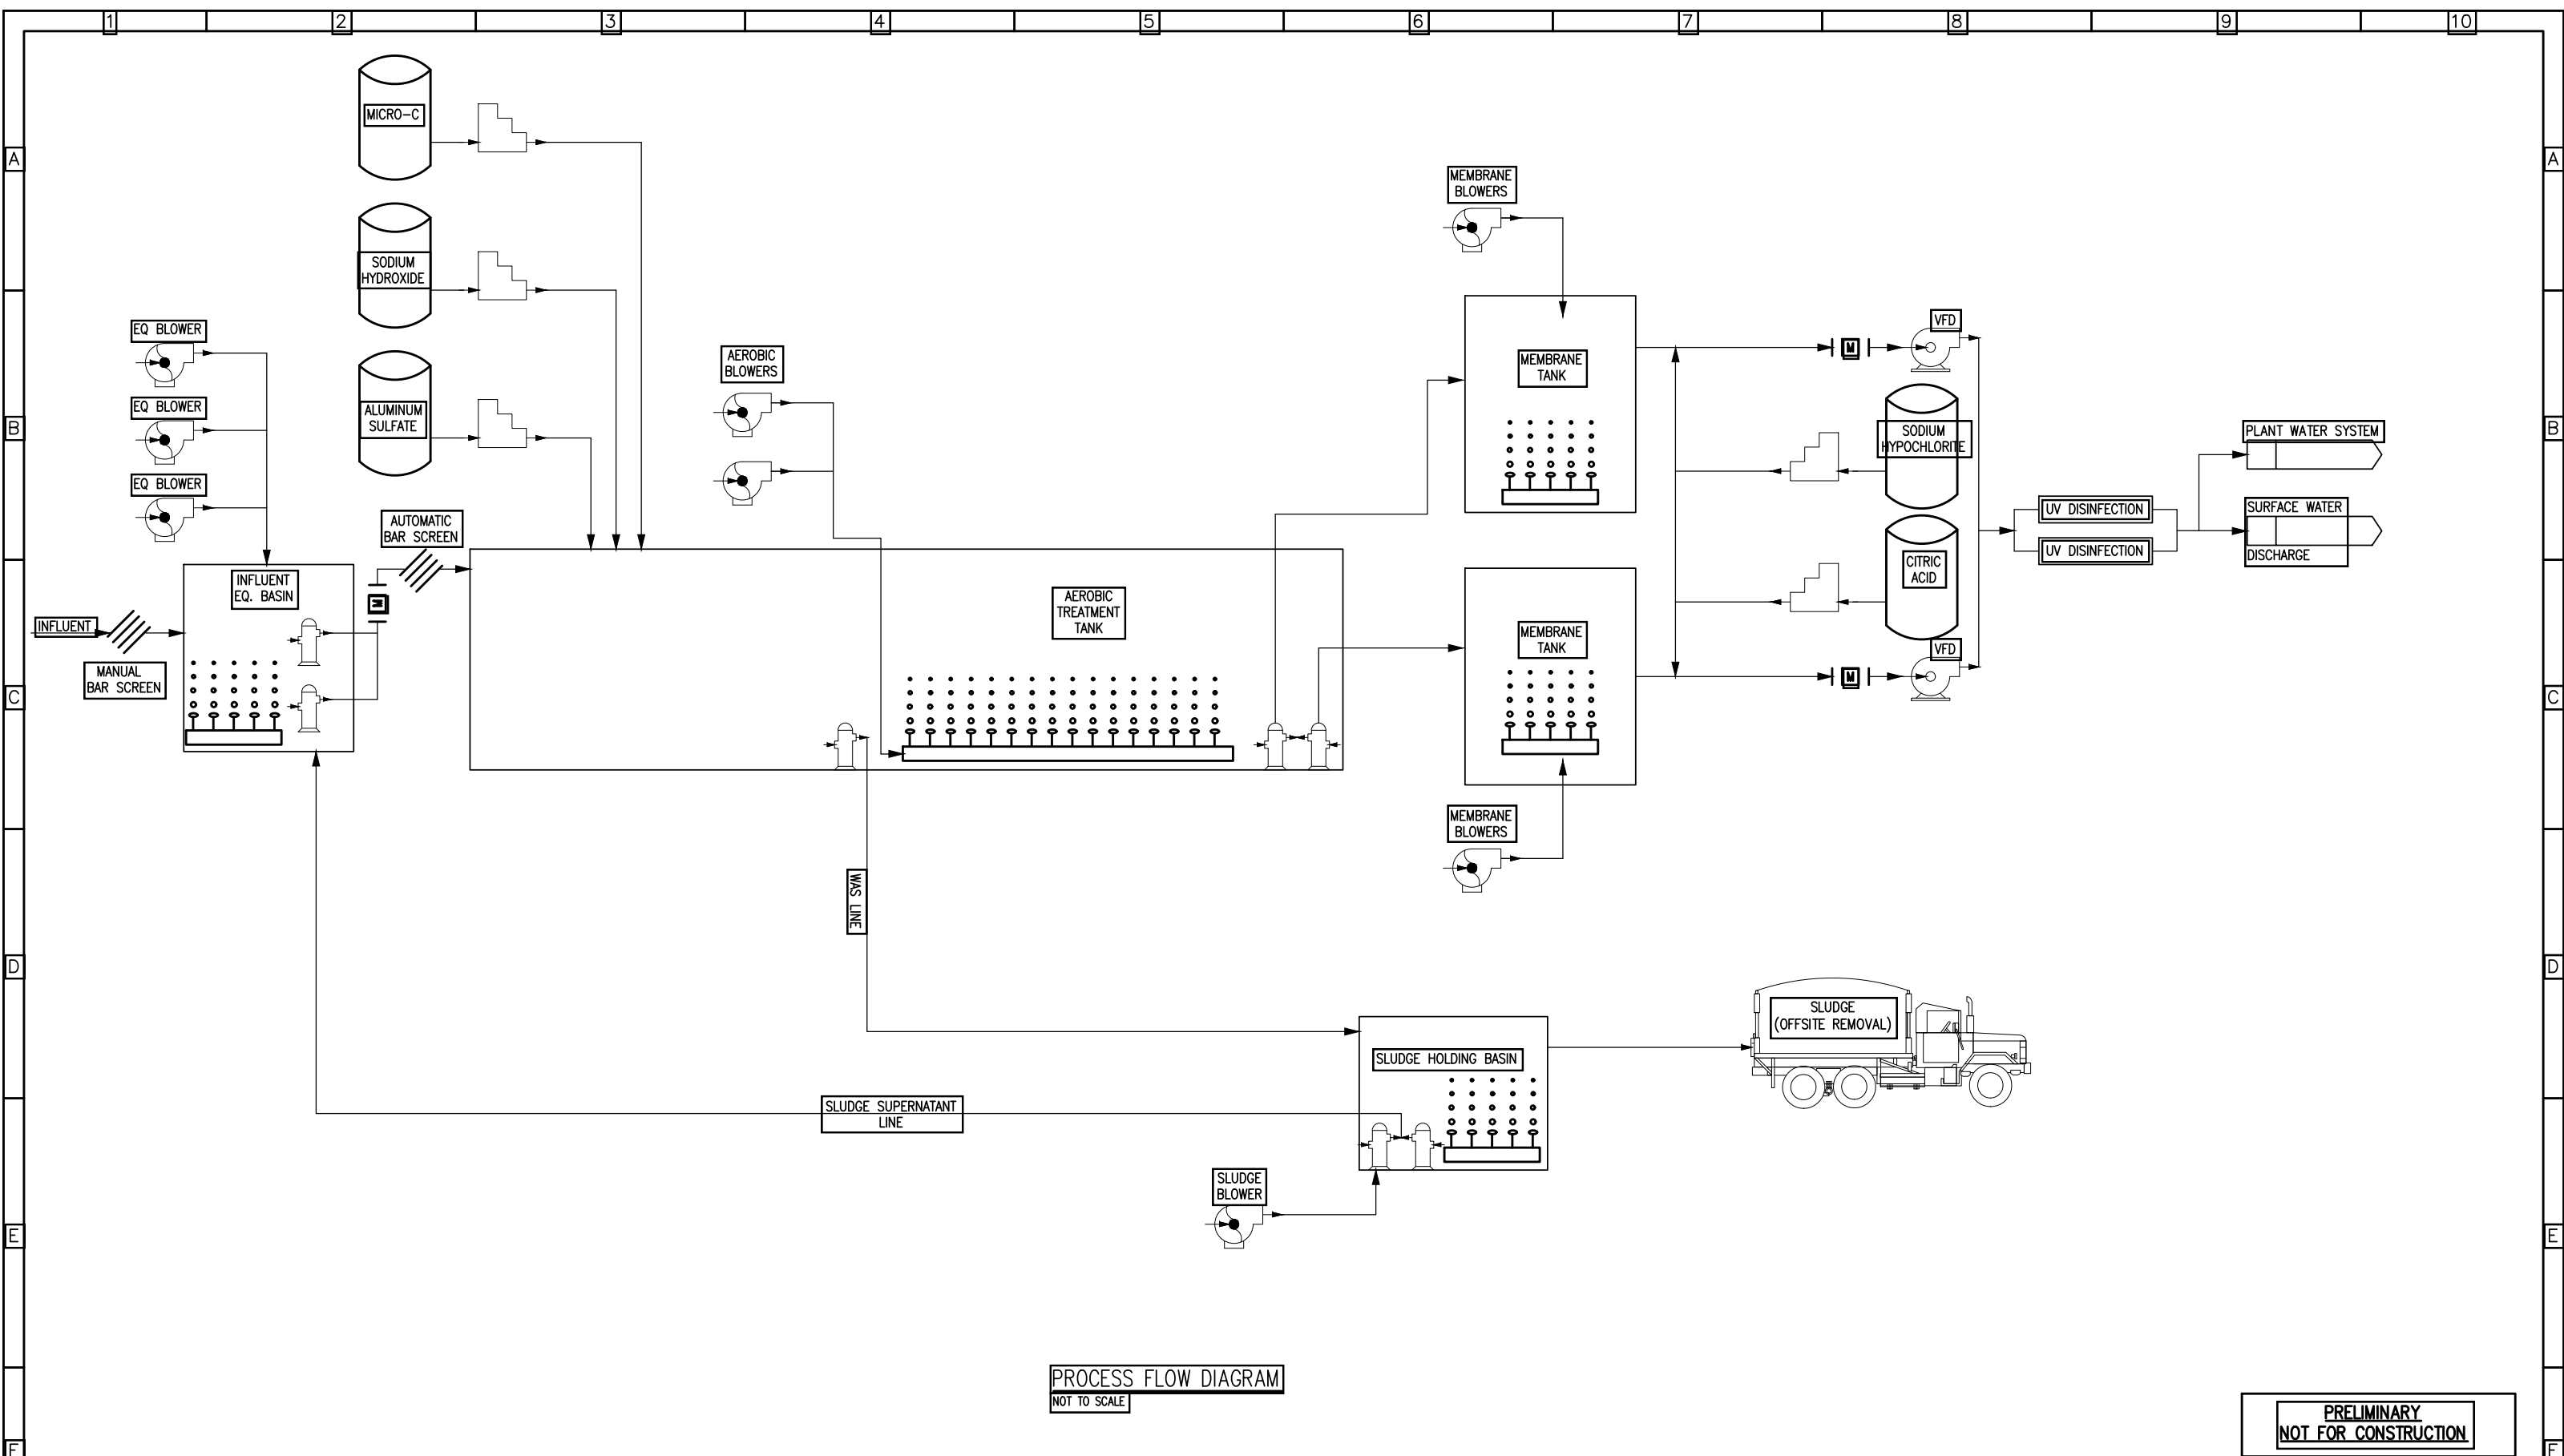 1 2 3 4 5 6 7 8 9 10
MICRO-C
A
A
MEMBRANE
BLOWERS
SODIUM
HYDROXIDE
EQ BLOWER
VFD
AEROBIC
BLOWERS
MEMBRANE
TANK
EQ BLOWER
ALUMINUM
SULFATE
B
B
SODIUM
HYPOCHLORITE
PLANT WATER SYSTEM
EQ BLOWER
AUTOMATIC
BAR SCREEN
UV DISINFECTION
SURFACE WATER
DISCHARGE
UV DISINFECTION
CITRIC
ACID
INFLUENT
EQ. BASIN
AEROBIC
TREATMENT
TANK
INFLUENT
M
M
M
MEMBRANE
TANK
VFD
MANUAL
BAR SCREEN
C
C
MEMBRANE
BLOWERS
WAS LINE
D
D
SLUDGE
(OFFSITE REMOVAL)
SLUDGE HOLDING BASIN
SLUDGE SUPERNATANT
LINE
SLUDGE
BLOWER
E
E
PROCESS FLOW DIAGRAM
NOT TO SCALE
PRELIMINARY
NOT FOR CONSTRUCTION
F
F